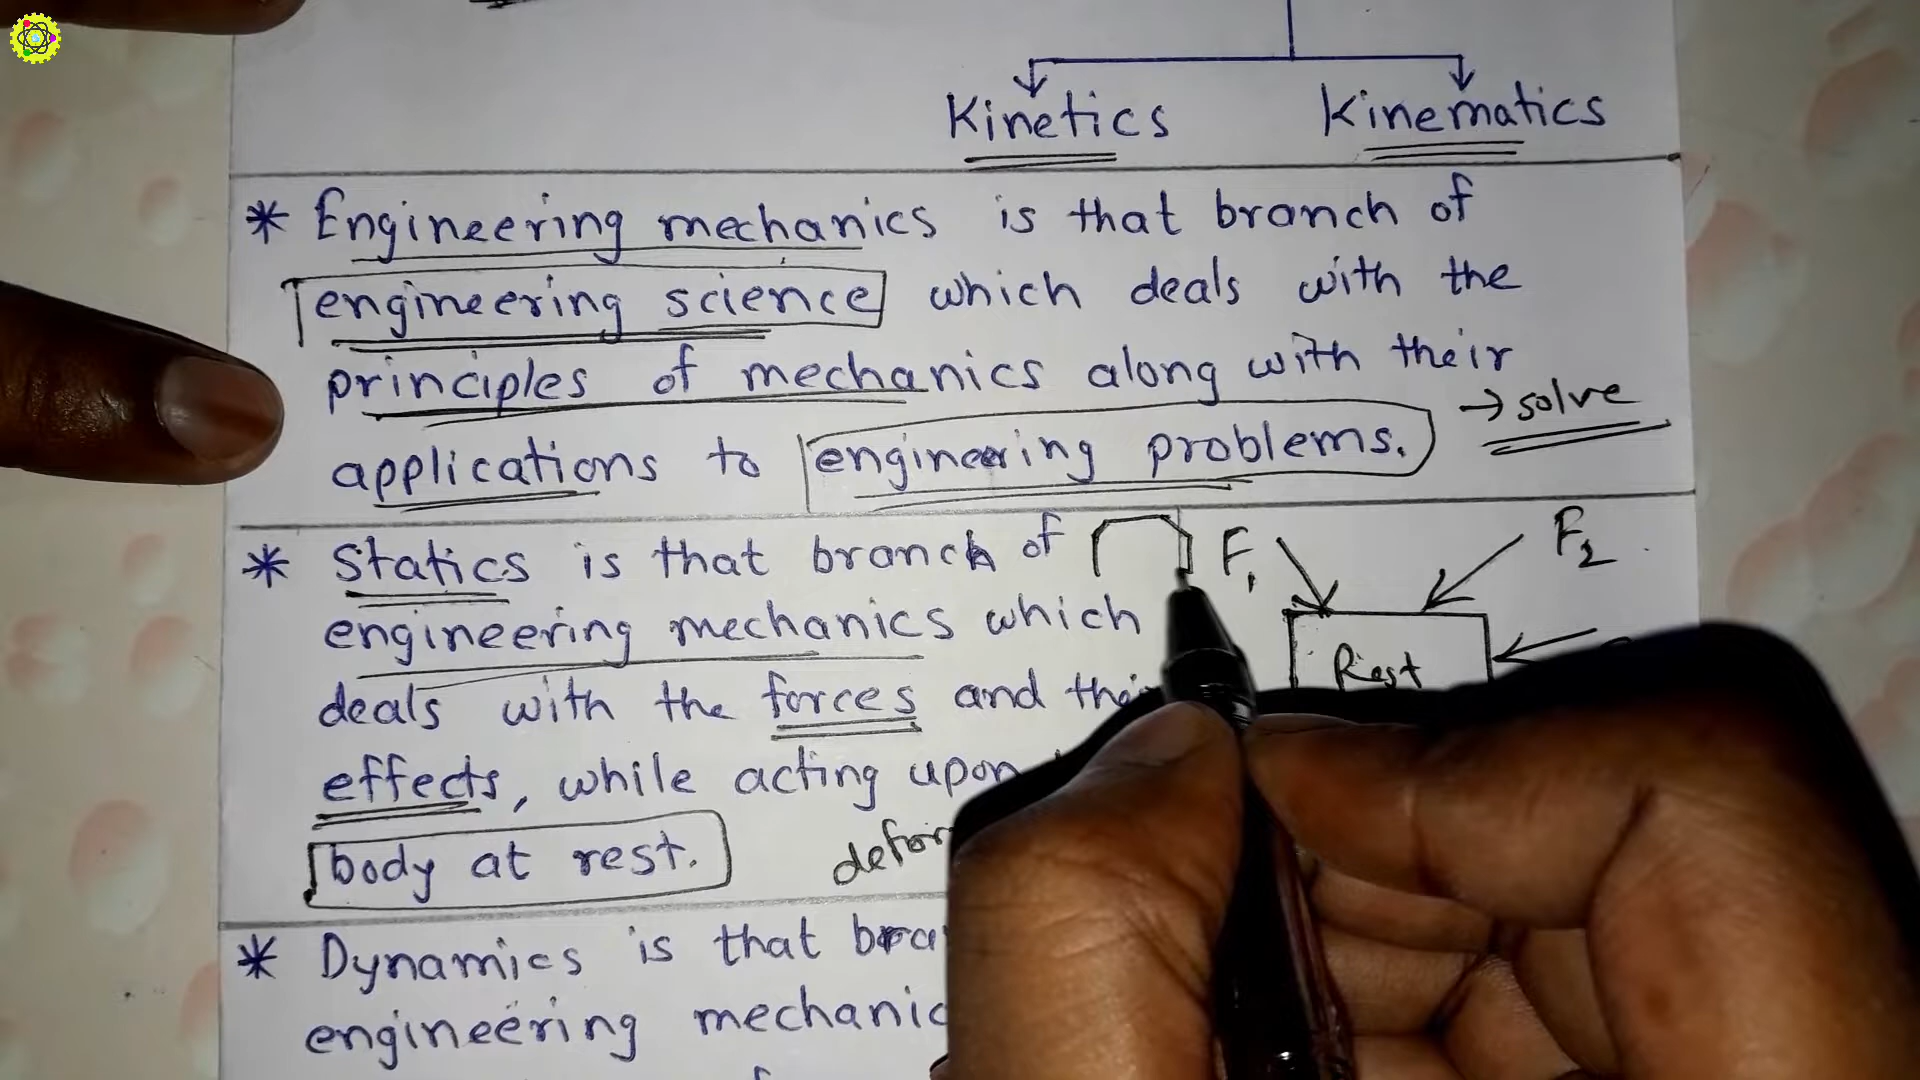 Kinetics Kinematics
* Engineering mechanics is that branch of
engineering science which deals with the
principles of mechanics along with their
→ solve
applications to engineering problems.
* Statics is that branch of
F1 F2
engineering mechanics which
Rest
deals with the forces and
effects, while acting upon
body at rest.
* Dynamics is that
engineering